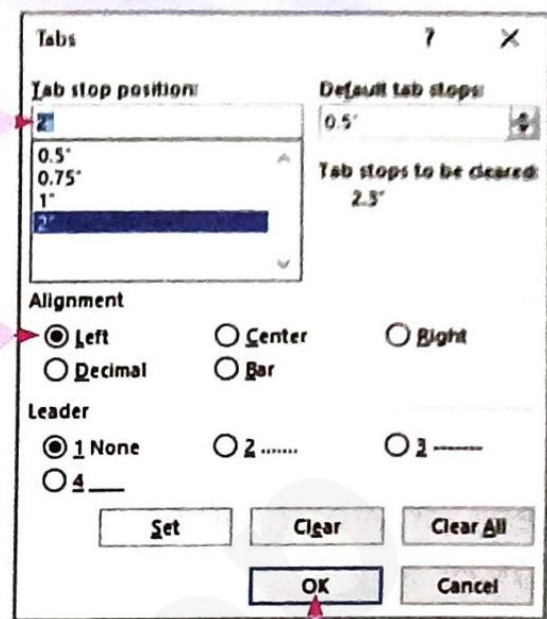 Tabs ? ×
Tab stop position: Default tab stops:
2" 0.5"
0.5"
0.75" Tab stops to be cleared:
1" 2.3"
2"
Alignment
Left Center Right
Decimal Bar
Leader
1 None 2 ....... 3 -------
4 ___
Set Clear Clear All
OK Cancel